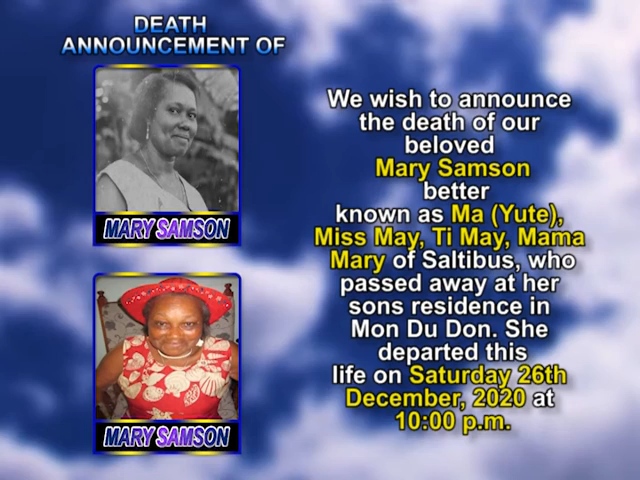 DEATH
ANNOUNCEMENT OF
MARY SAMSON
MARY SAMSON
We wish to announce
the death of our
beloved
Mary Samson
better
known as Ma (Yute),
Miss May, Ti May, Mama
Mary of Saltibus, who
passed away at her
sons residence in
Mon Du Don. She
departed this
life on Saturday 26th
December, 2020 at
10:00 p.m.